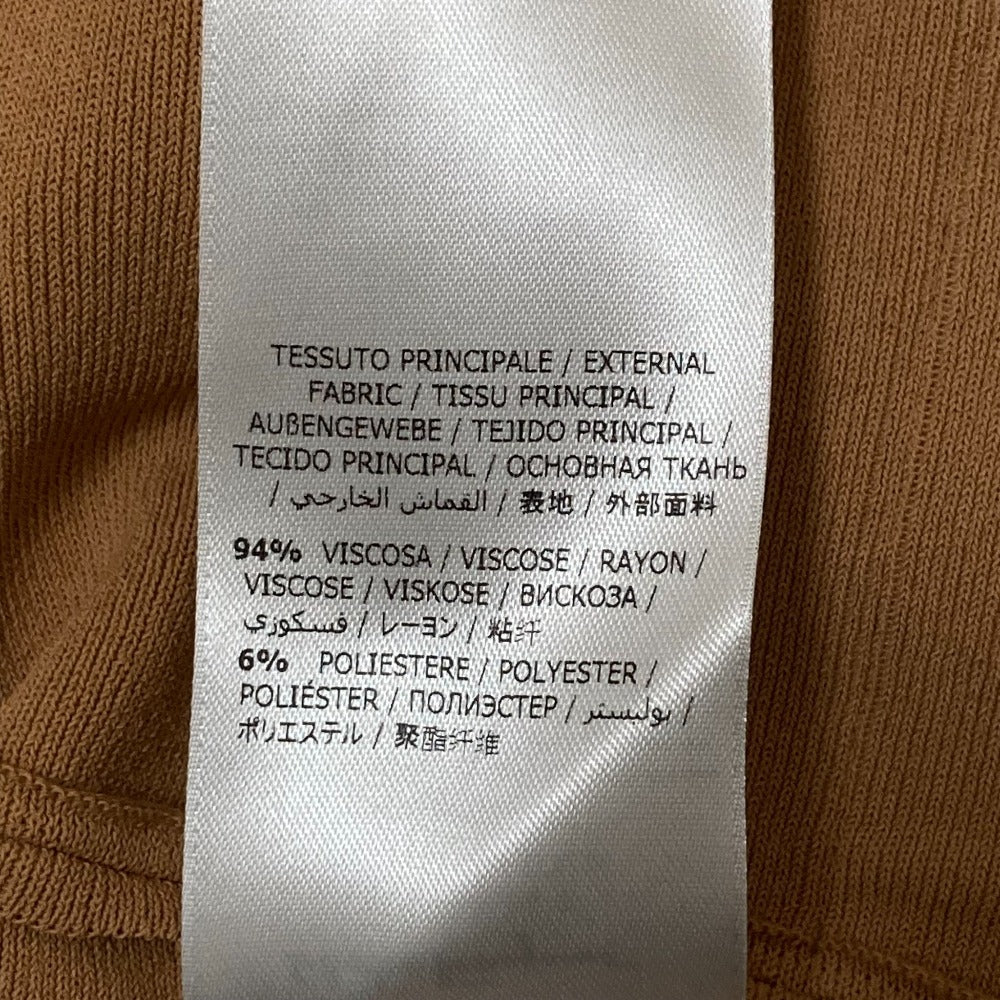 TESSUTO PRINCIPALE / EXTERNAL
FABRIC / TISSU PRINCIPAL /
AUßENGEWEBE / TEJIDO PRINCIPAL /
TECIDO PRINCIPAL / ОСНОВНАЯ ТКАНЬ
/ القماش الخارجي / 表地 / 外部面料
94% VISCOSA / VISCOSE / RAYON /
VISCOSE / VISKOSE / ВИСКОЗА /
فسكوزي / レーヨン / 粘纤
6% POLIESTERE / POLYESTER /
POLIÉSTER / ПОЛИЭСТЕР / بوليستر /
ポリエステル / 聚酯纤维